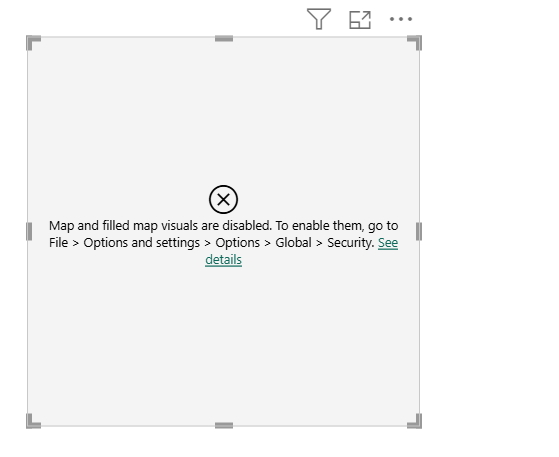 Map and filled map visuals are disabled. To enable them, go to
File > Options and settings > Options > Global > Security. See
details